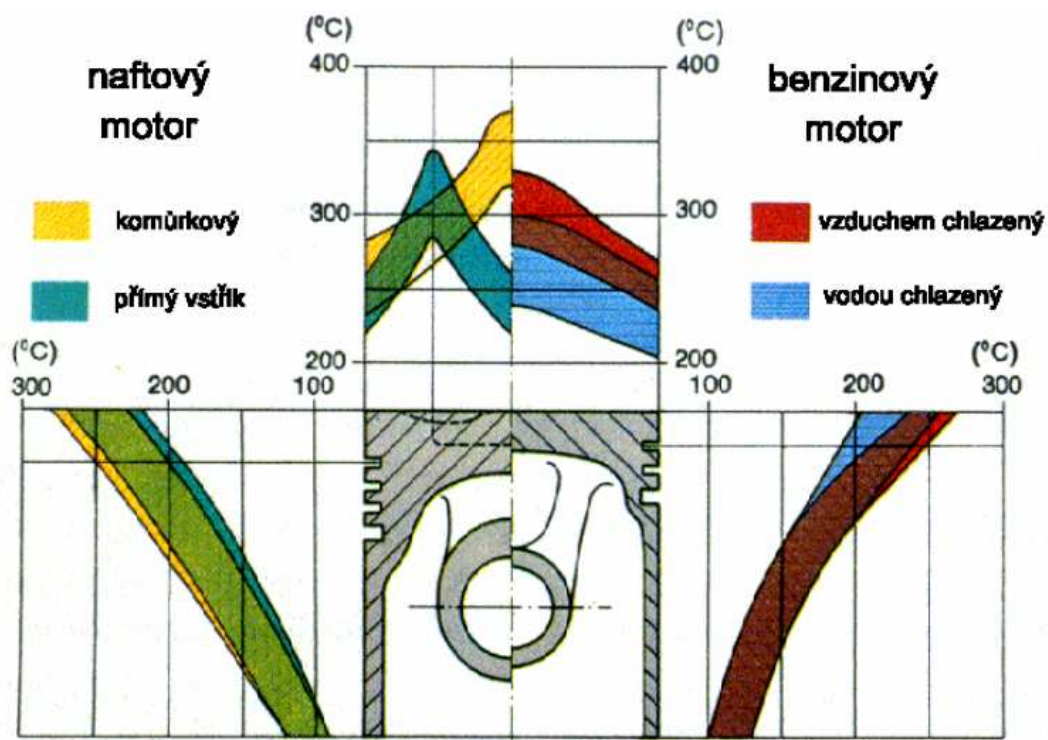 (°C)
(°C)
naftový
motor
400
400
benzinový
motor
komůrkový
300
300
vzduchem chlazený
přímý vstřik
vodou chlazený
(°C)
200
200
(°C)
300
200
100
100
200
300